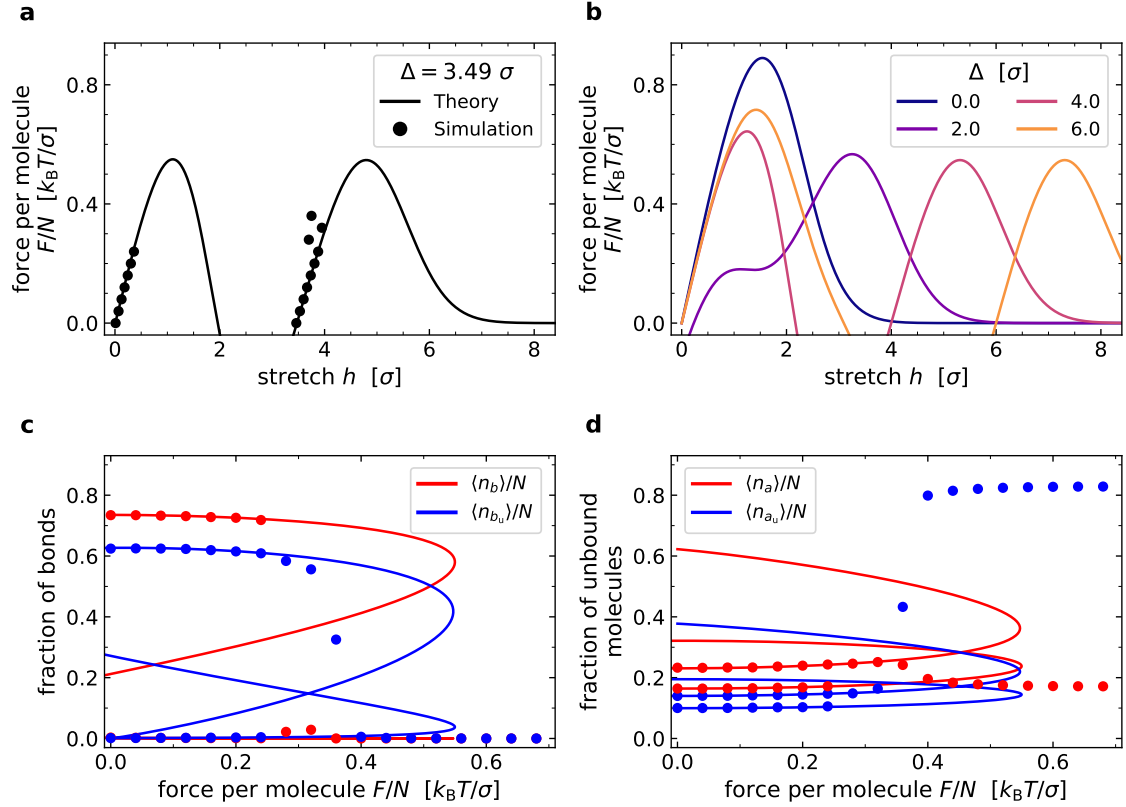 a
force per molecule
F/N [k_BT/σ]
0.8
0.4
0.0
Δ = 3.49 σ
Theory
Simulation
0 2 4 6 8
stretch h [σ]
b
force per molecule
F/N [k_BT/σ]
0.8
0.4
0.0
Δ [σ]
0.0 4.0
2.0 6.0
0 2 4 6 8
stretch h [σ]
c
fraction of bonds
0.8
0.6
0.4
0.2
0.0
⟨n_b⟩/N
⟨n_{b_u}⟩/N
0.0 0.2 0.4 0.6
force per molecule F/N [k_BT/σ]
d
fraction of unbound
molecules
0.8
0.6
0.4
0.2
0.0
⟨n_a⟩/N
⟨n_{a_u}⟩/N
0.0 0.2 0.4 0.6
force per molecule F/N [k_BT/σ]